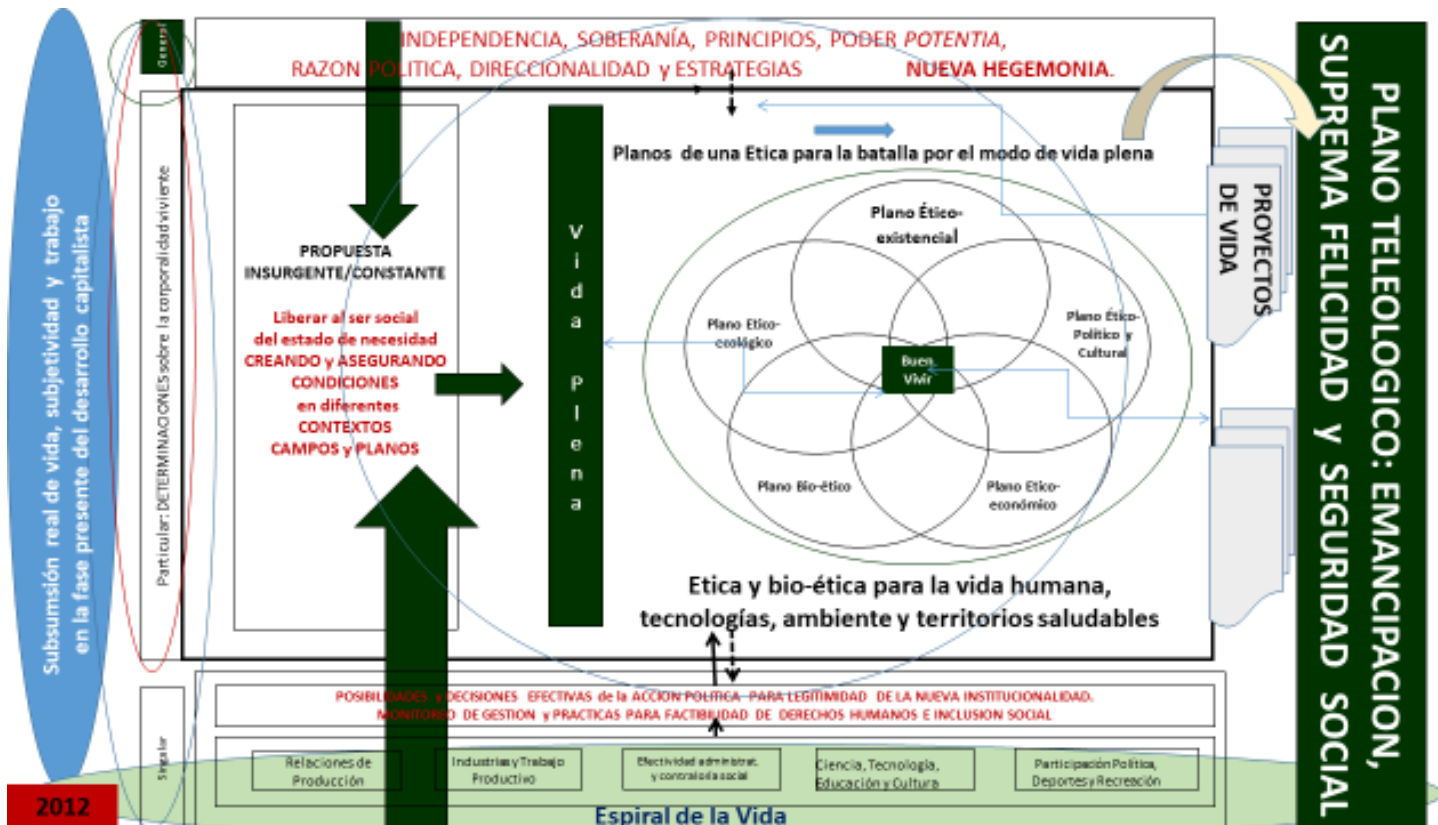 General
INDEPENDENCIA, SOBERANÍA, PRINCIPIOS, PODER POTENTIA,
RAZON POLITICA, DIRECCIONALIDAD y ESTRATEGIAS NUEVA HEGEMONIA.
Subsumsión real de vida, subjetividad y trabajo
en la fase presente del desarrollo capitalista
Particular: DETERMINACIONES sobre la corporalidad viviente
PROPUESTA
INSURGENTE/CONSTANTE
Liberar al ser social
del estado de necesidad
CREANDO y ASEGURANDO
CONDICIONES
en diferentes
CONTEXTOS
CAMPOS y PLANOS
Vida Plena
Planos de una Etica para la batalla por el modo de vida plena
Plano Ético-
existencial
Plano Etico-
ecológico
Plano Ético-
Político y
Cultural
Buen
Vivir
Plano Bio-ético
Plano Etico-
económico
Etica y bio-ética para la vida humana,
tecnologías, ambiente y territorios saludables
PROYECTOS
DE VIDA
PLANO TELEOLOGICO: EMANCIPACION,
SUPREMA FELICIDAD y SEGURIDAD SOCIAL
Singular
POSIBILIDADES y DECISIONES EFECTIVAS de la ACCION POLITICA PARA LEGITIMIDAD DE LA NUEVA INSTITUCIONALIDAD.
MONITOREO DE GESTION y PRACTICAS PARA FACTIBILIDAD DE DERECHOS HUMANOS E INCLUSION SOCIAL
Relaciones de
Producción
Industrias y Trabajo
Productivo
Efectividad administrat.
y contraloría social
Ciencia, Tecnología,
Educación y Cultura
Participación Política,
Deportes y Recreación
2012
Espiral de la Vida